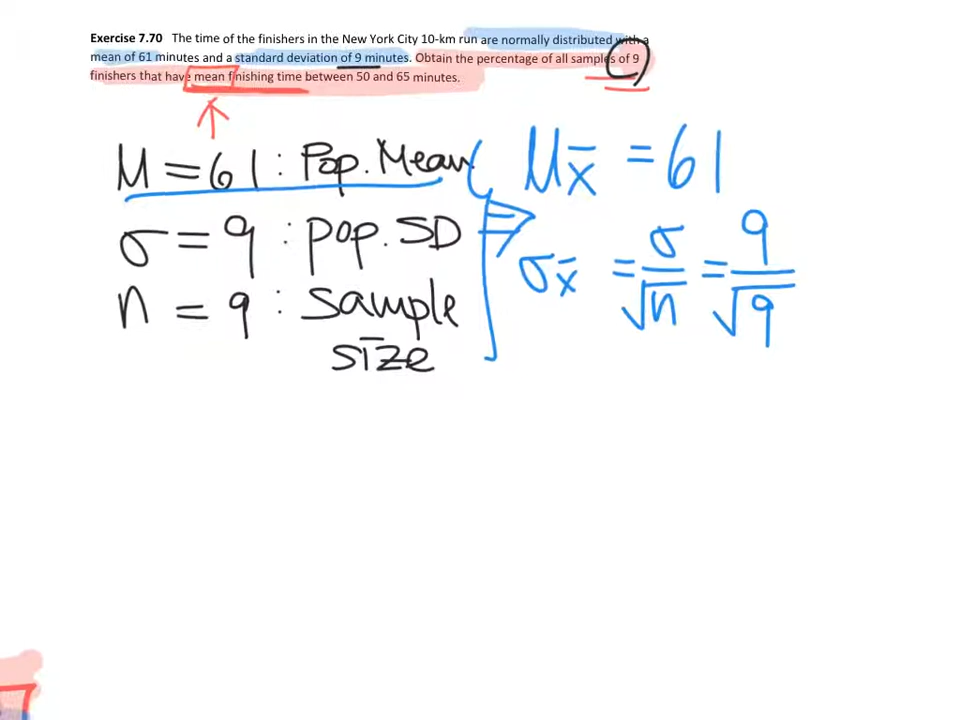 Exercise 7.70 The time of the finishers in the New York City 10-km run are normally distributed with a
mean of 61 minutes and a standard deviation of 9 minutes. Obtain the percentage of all samples of 9
finishers that have mean finishing time between 50 and 65 minutes.
μ = 61 : Pop. Mean
σ = 9 : pop. SD
n = 9 : sample
size
μx̄ = 61
σx̄ = σ/√n = 9/√9